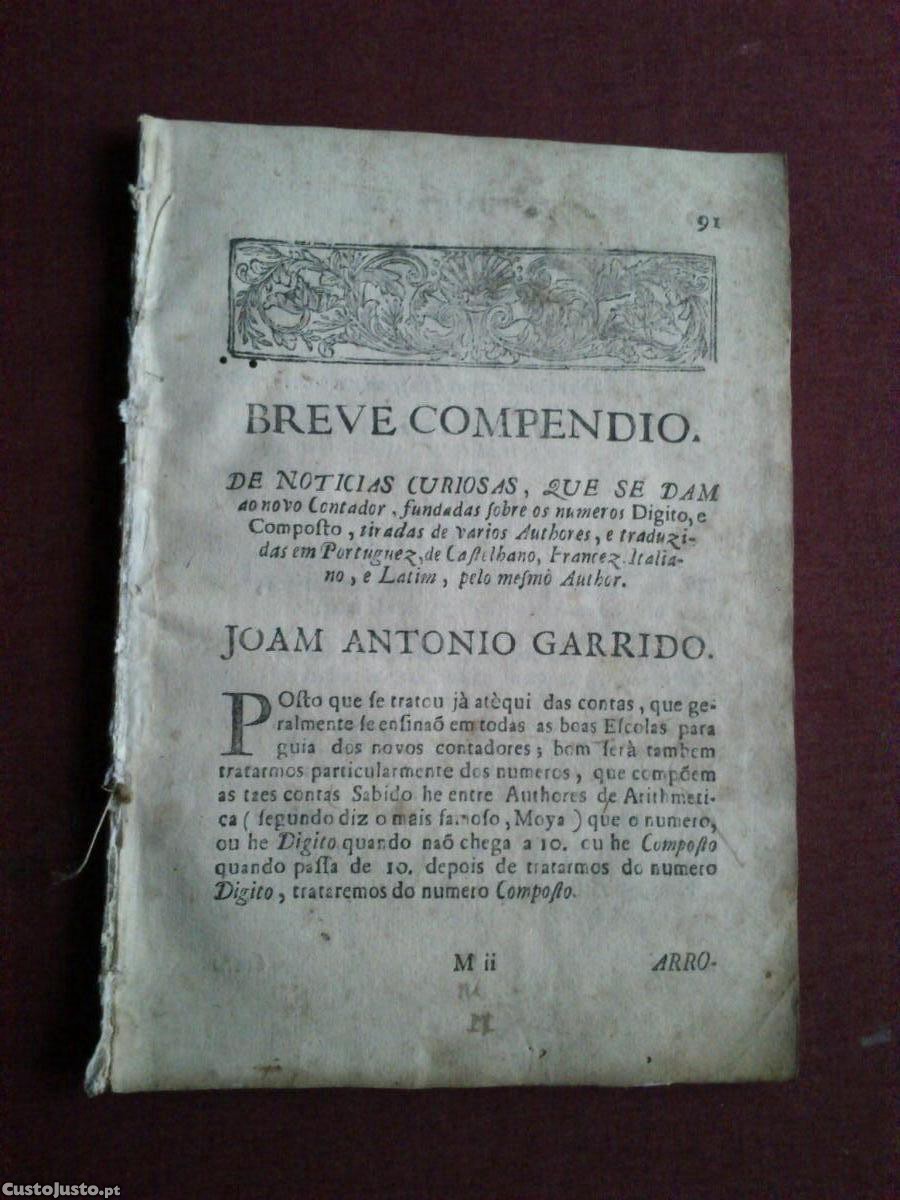 91
BREVE COMPENDIO.
DE NOTICIAS CURIOSAS, QUE SE DAM
ao novo Contador, fundadas ſobre os numeros Digito, e
Compoſto, tiradas de varios Authores, e traduzi-
das em Portuguez, de Caſtelhano, Francez, Italia-
no, e Latim, pelo meſmo Author.
JOAM ANTONIO GARRIDO.
POſto que ſe tratou jà atèqui das contas, que ge-
ralmente ſe enſinaõ em todas as boas Eſcolas para
guia dos novos contadores; bom ſerà tambem
tratarmos particularmente dos numeros, que compõem
as taes contas Sabido he entre Authores de Arithmeti-
ca (ſegundo diz o mais famoſo, Moya) que o numero,
ou he Digito quando naõ chega a 10. ou he Compoſto
quando paſſa de 10. depois de tratarmos do numero
Digito, trataremos do numero Compoſto.
M ii ARRO-
CustoJusto.pt